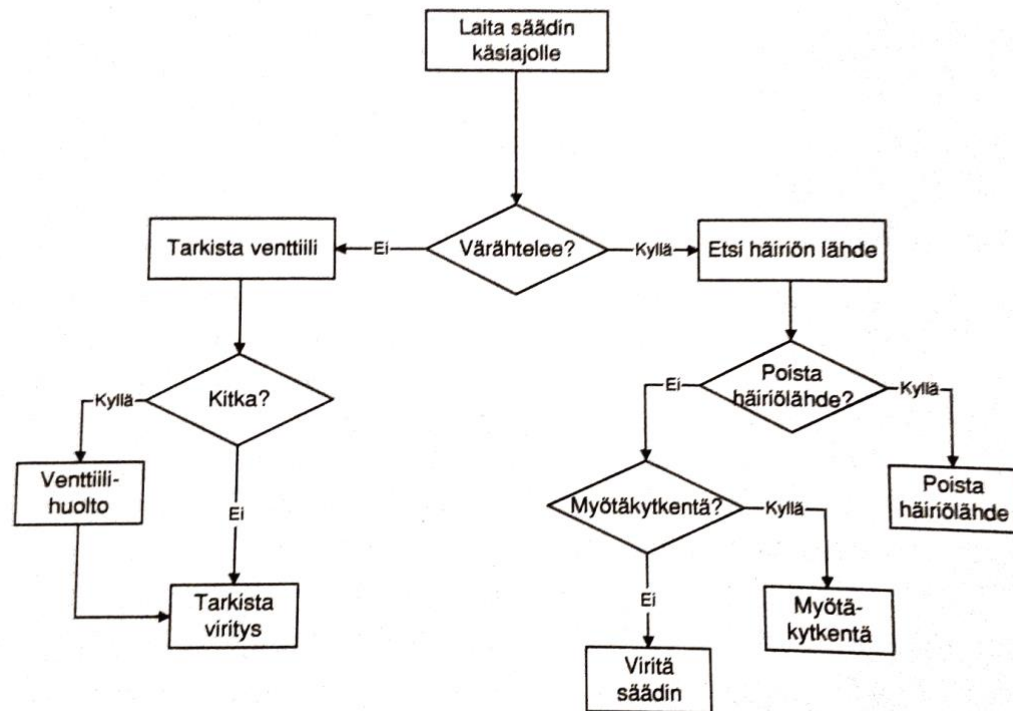 Laita säädin
käsiajolle
Tarkista venttiili
Ei
Värähtelee?
Kyllä
Etsi häiriön lähde
Kyllä
Kitka?
Ei
Poista
häiriölähde?
Kyllä
Venttiili-
huolto
Ei
Myötäkytkentä?
Kyllä
Poista
häiriölähde
Tarkista
viritys
Ei
Myötä-
kytkentä
Viritä
säädin